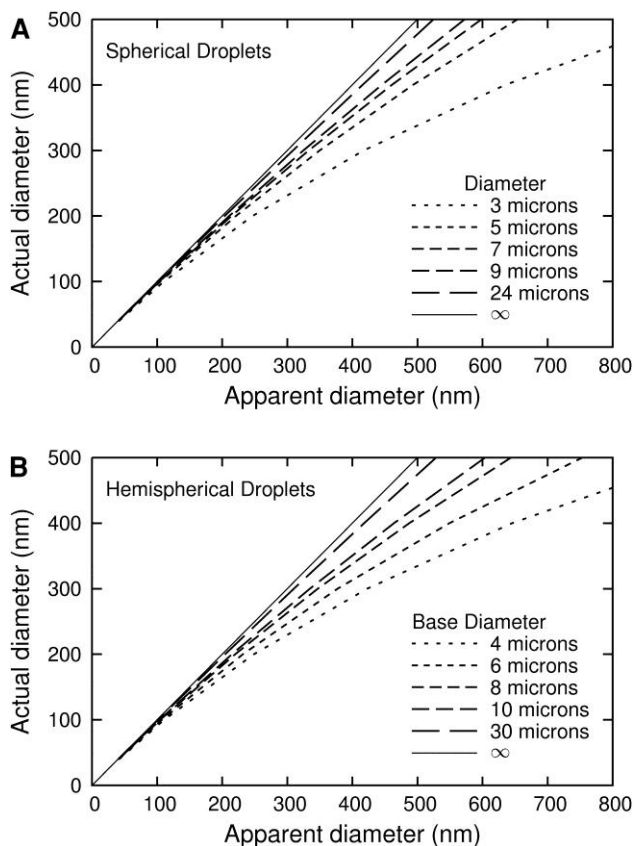 A
500
Spherical Droplets
400
300
200
100
0
Actual diameter (nm)
Diameter
3 microns
5 microns
7 microns
9 microns
24 microns
∞
0 100 200 300 400 500 600 700 800
Apparent diameter (nm)
B
500
Hemispherical Droplets
400
300
200
100
0
Actual diameter (nm)
Base Diameter
4 microns
6 microns
8 microns
10 microns
30 microns
∞
0 100 200 300 400 500 600 700 800
Apparent diameter (nm)